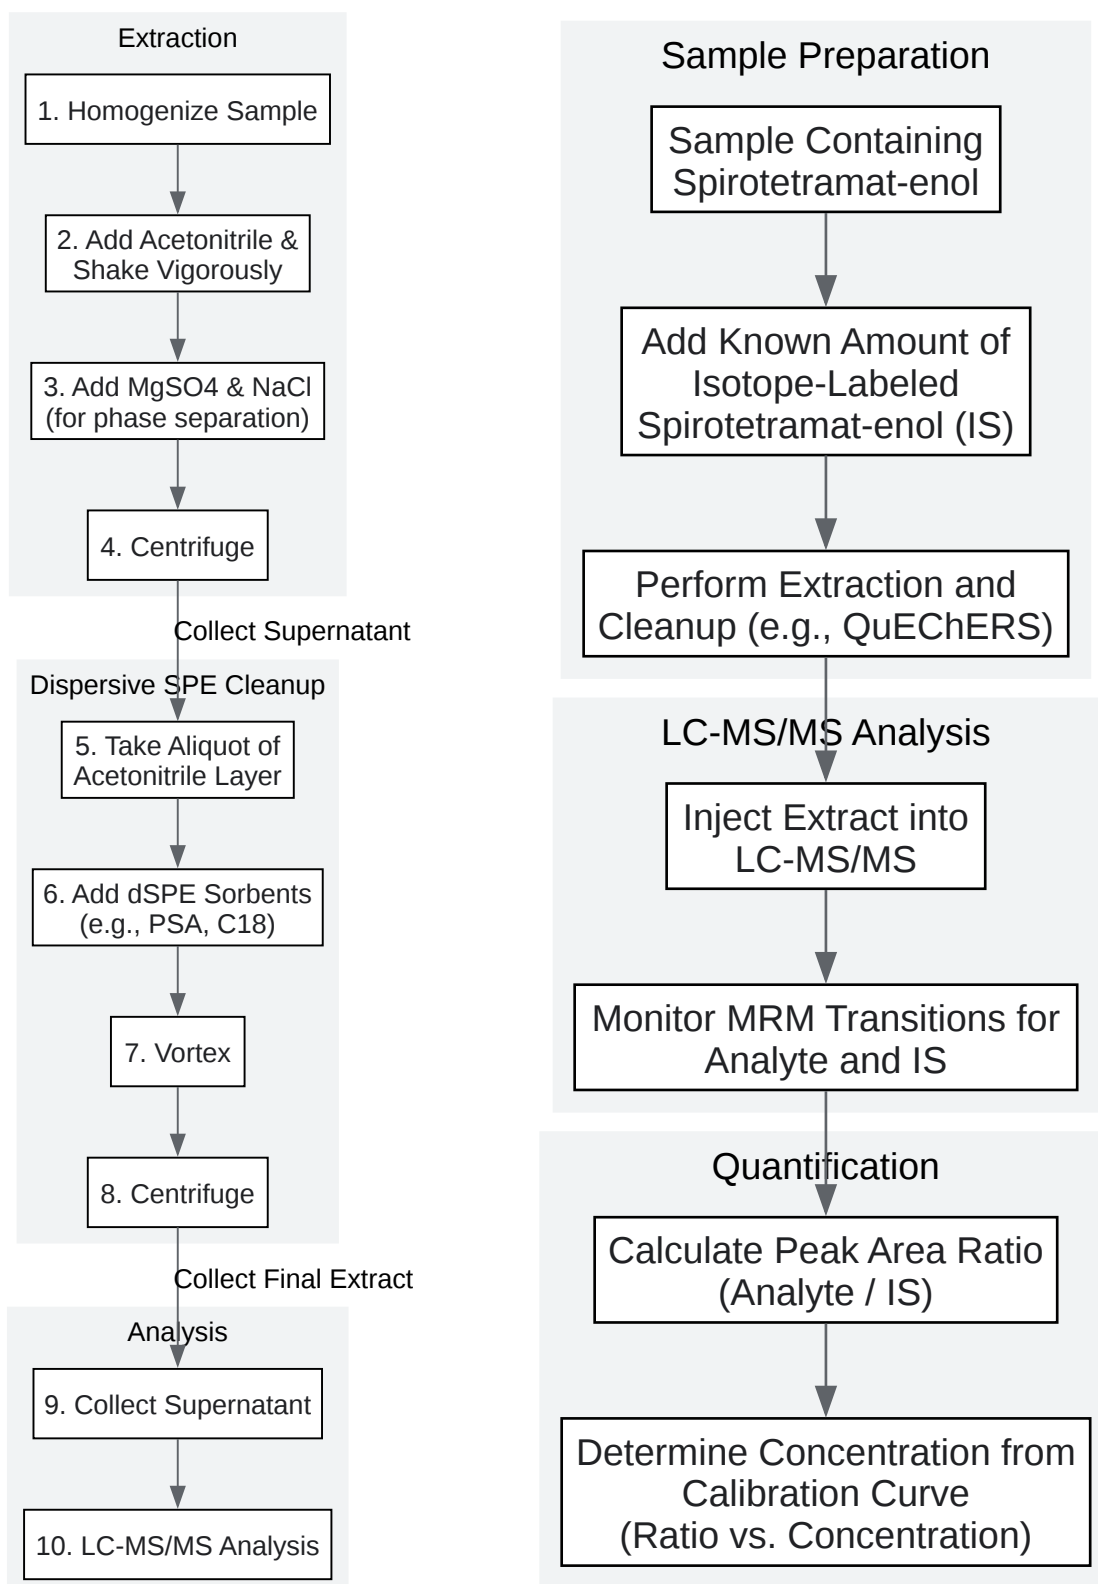 Extraction
1. Homogenize Sample
2. Add Acetonitrile &
Shake Vigorously
3. Add MgSO4 & NaCl
(for phase separation)
4. Centrifuge
Collect Supernatant
Dispersive SPE Cleanup
5. Take Aliquot of
Acetonitrile Layer
6. Add dSPE Sorbents
(e.g., PSA, C18)
7. Vortex
8. Centrifuge
Collect Final Extract
Analysis
9. Collect Supernatant
10. LC-MS/MS Analysis
Sample Preparation
Sample Containing
Spirotetramat-enol
Add Known Amount of
Isotope-Labeled
Spirotetramat-enol (IS)
Perform Extraction and
Cleanup (e.g., QuEChERS)
LC-MS/MS Analysis
Inject Extract into
LC-MS/MS
Monitor MRM Transitions for
Analyte and IS
Quantification
Calculate Peak Area Ratio
(Analyte / IS)
Determine Concentration from
Calibration Curve
(Ratio vs. Concentration)